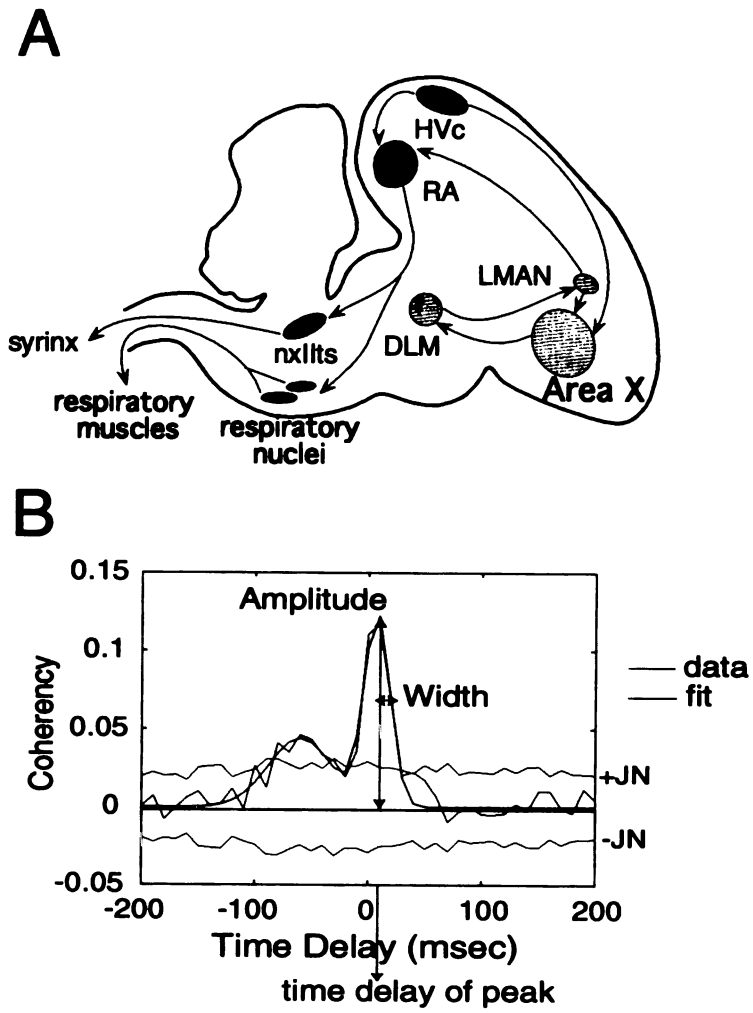 A
HVc
RA
LMAN
syrinx
nxIIts
DLM
Area X
respiratory
muscles
respiratory
nuclei
B
0.15
Amplitude
0.1
data
Width
fit
Coherency
0.05
+JN
0
-JN
-0.05
-200 -100 0 100 200
Time Delay (msec)
time delay of peak